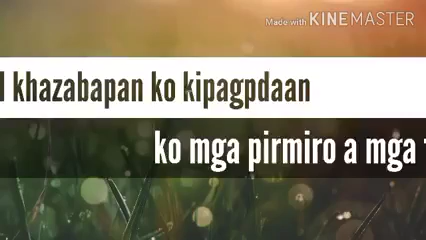 Made with KINEMASTER
khazabapan ko kipagpdaan
ko mga pirmiro a mga